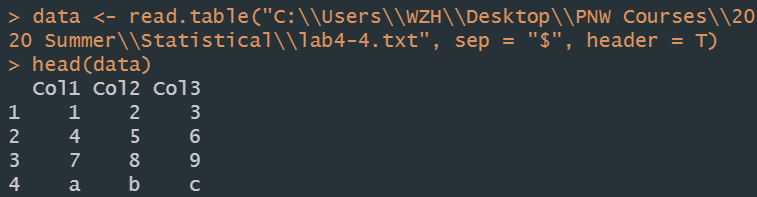 > data <- read.table("C:\\Users\\WZH\\Desktop\\PNW Courses\\20
20 Summer\\Statistical\\lab4-4.txt", sep = "$", header = T)
> head(data)
  Col1 Col2 Col3
1    1    2    3
2    4    5    6
3    7    8    9
4    a    b    c